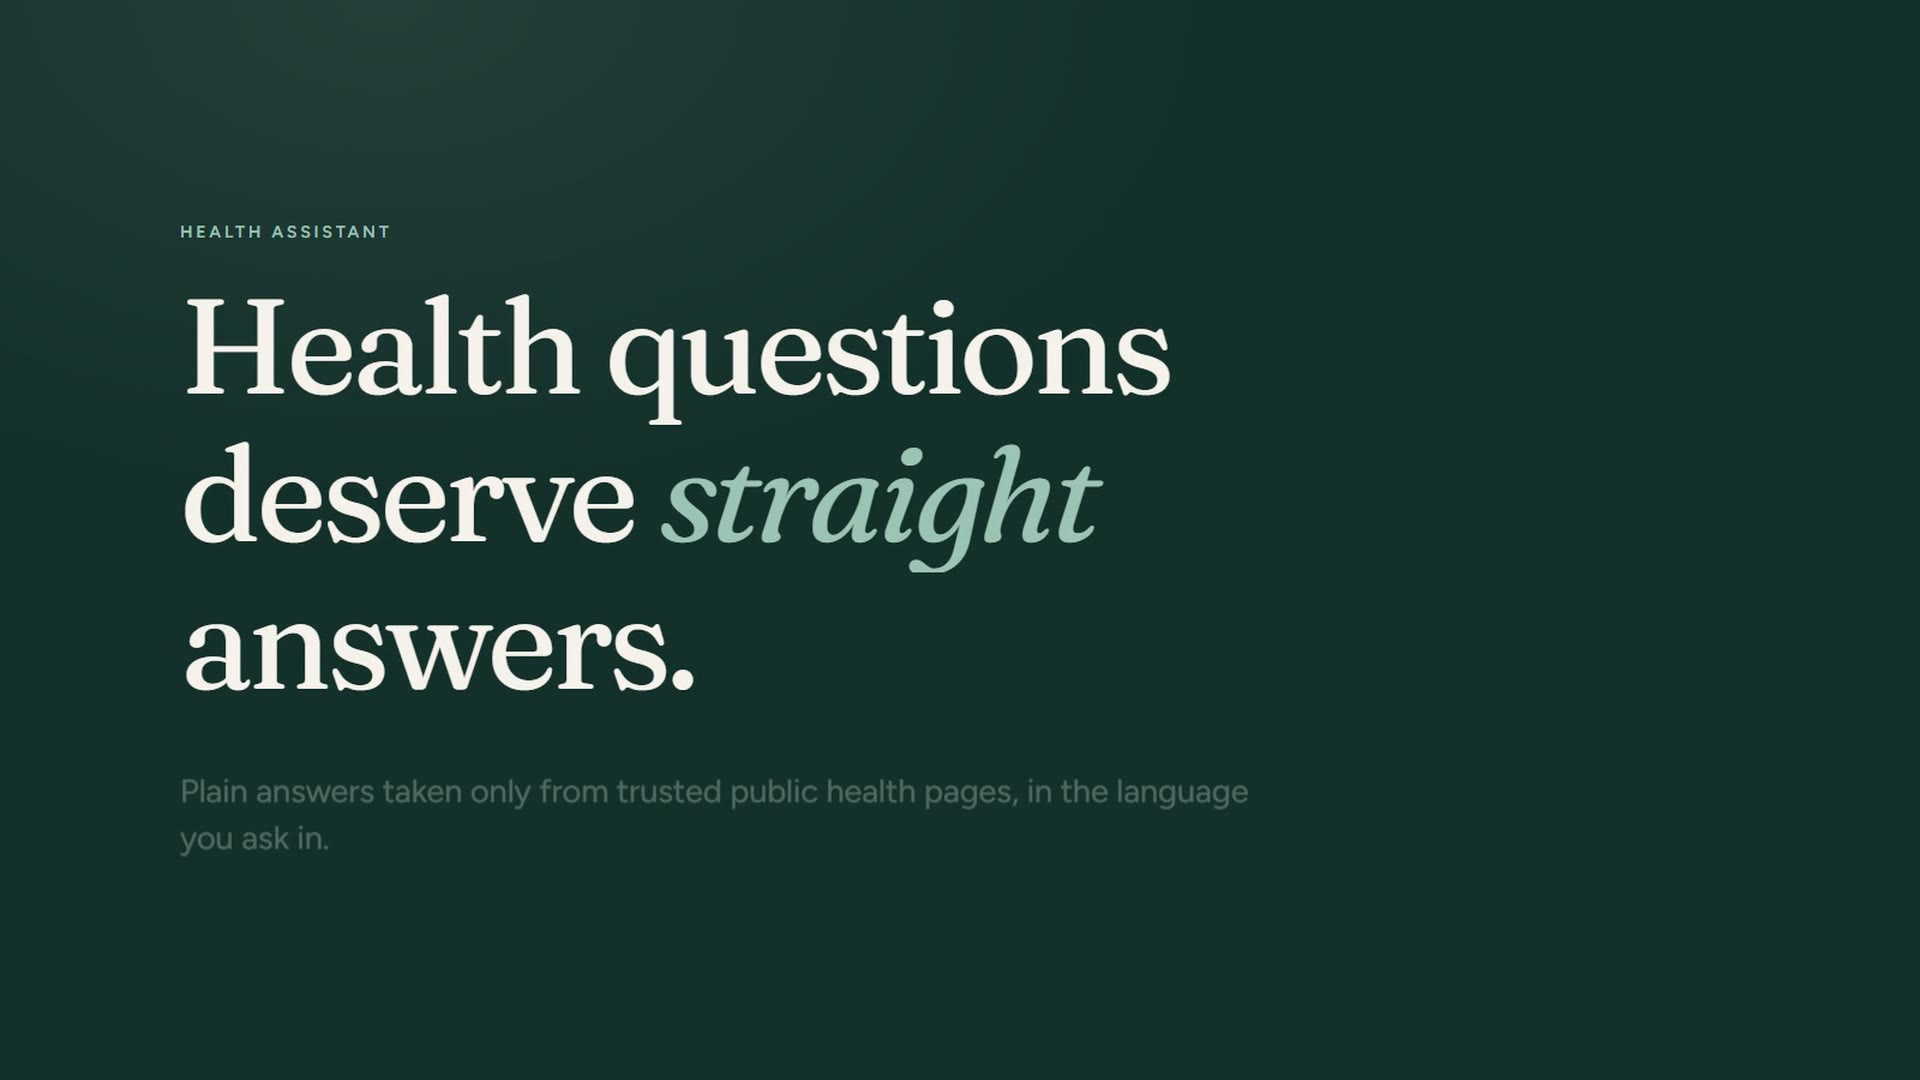 HEALTH ASSISTANT
Health questions
deserve straight
answers.
Plain answers taken only from trusted public health pages, in the language
you ask in.